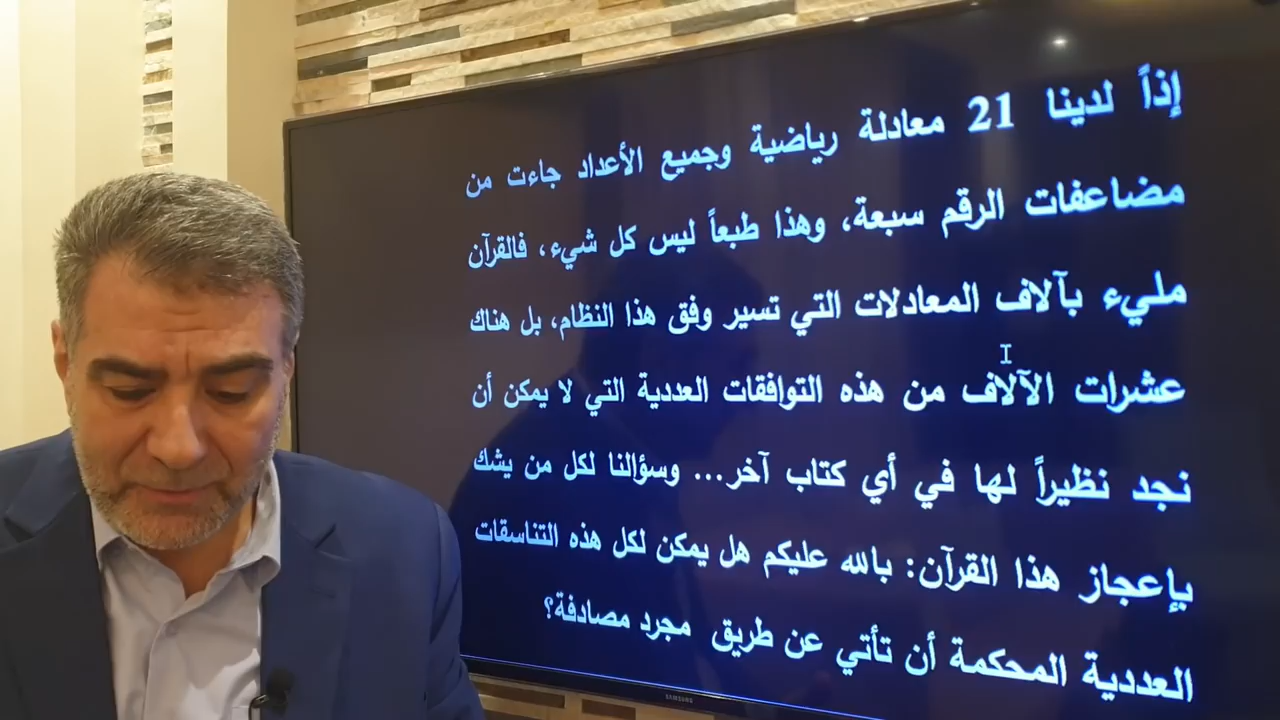 إذاً لدينا 21 معادلة رياضية وجميع الأعداد جاءت من
مضاعفات الرقم سبعة، وهذا طبعاً ليس كل شيء، فالقرآن
مليء بآلاف المعادلات التي تسير وفق هذا النظام، بل هناك
عشرات الآلاف من هذه التوافقات العددية التي لا يمكن أن
نجد نظيراً لها في أي كتاب آخر... وسؤالنا لكل من يشك
بإعجاز هذا القرآن: بالله عليكم هل يمكن لكل هذه التناسقات
العددية المحكمة أن تأتي عن طريق مجرد مصادفة؟
SAMSUNG